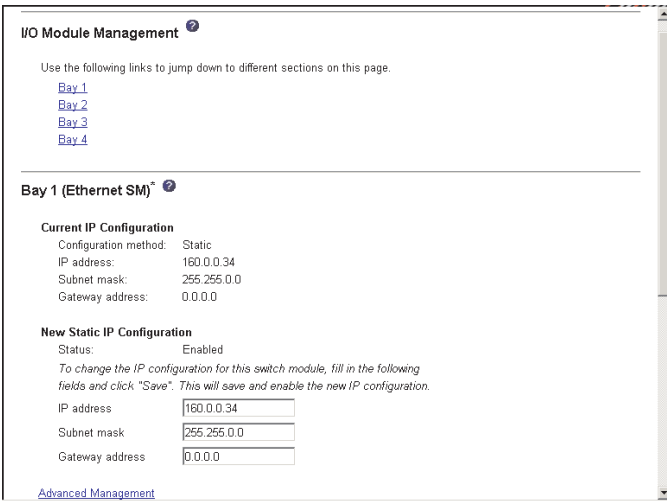 I/O Module Management ?
Use the following links to jump down to different sections on this page.
Bay 1
Bay 2
Bay 3
Bay 4
Bay 1 (Ethernet SM)* ?
Current IP Configuration
Configuration method: Static
IP address: 160.0.0.34
Subnet mask: 255.255.0.0
Gateway address: 0.0.0.0
New Static IP Configuration
Status: Enabled
To change the IP configuration for this switch module, fill in the following
fields and click "Save". This will save and enable the new IP configuration.
IP address 160.0.0.34
Subnet mask 255.255.0.0
Gateway address 0.0.0.0
Advanced Management